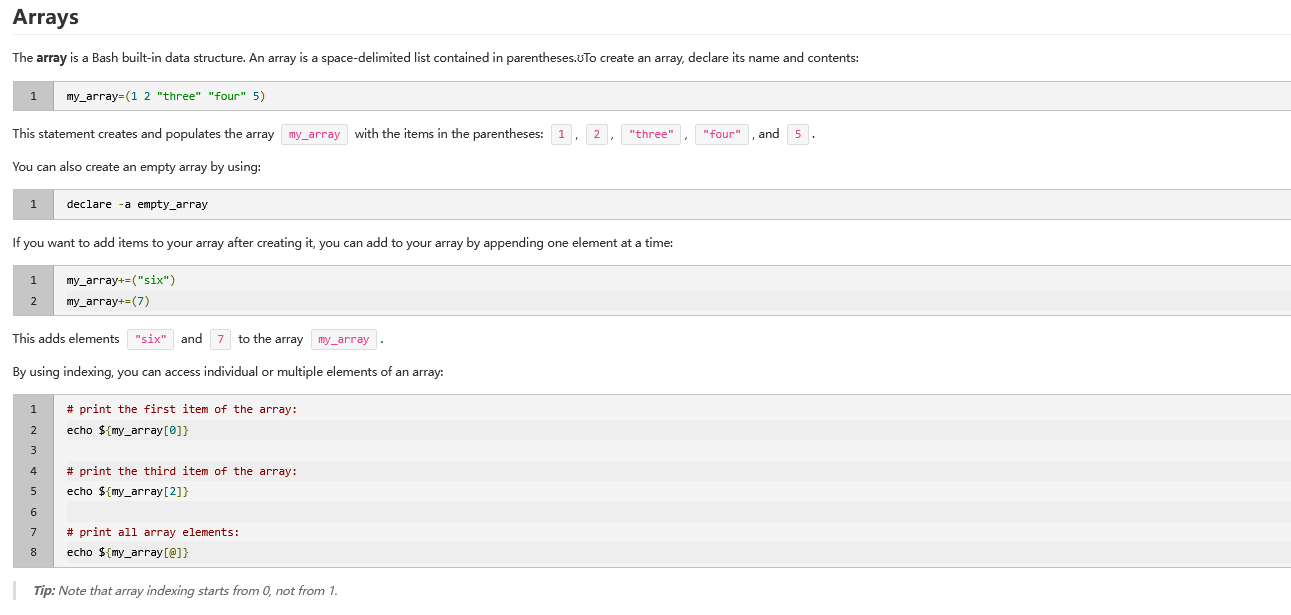 Arrays
The array is a Bash built-in data structure. An array is a space-delimited list contained in parentheses.ʊTo create an array, declare its name and contents:
1 my_array=(1 2 "three" "four" 5)
This statement creates and populates the array my_array with the items in the parentheses: 1 , 2 , "three" , "four" , and 5 .
You can also create an empty array by using:
1 declare -a empty_array
If you want to add items to your array after creating it, you can add to your array by appending one element at a time:
1 my_array+=("six")
2 my_array+=(7)
This adds elements "six" and 7 to the array my_array .
By using indexing, you can access individual or multiple elements of an array:
1 # print the first item of the array:
2 echo ${my_array[0]}
3
4 # print the third item of the array:
5 echo ${my_array[2]}
6
7 # print all array elements:
8 echo ${my_array[@]}
Tip: Note that array indexing starts from 0, not from 1.